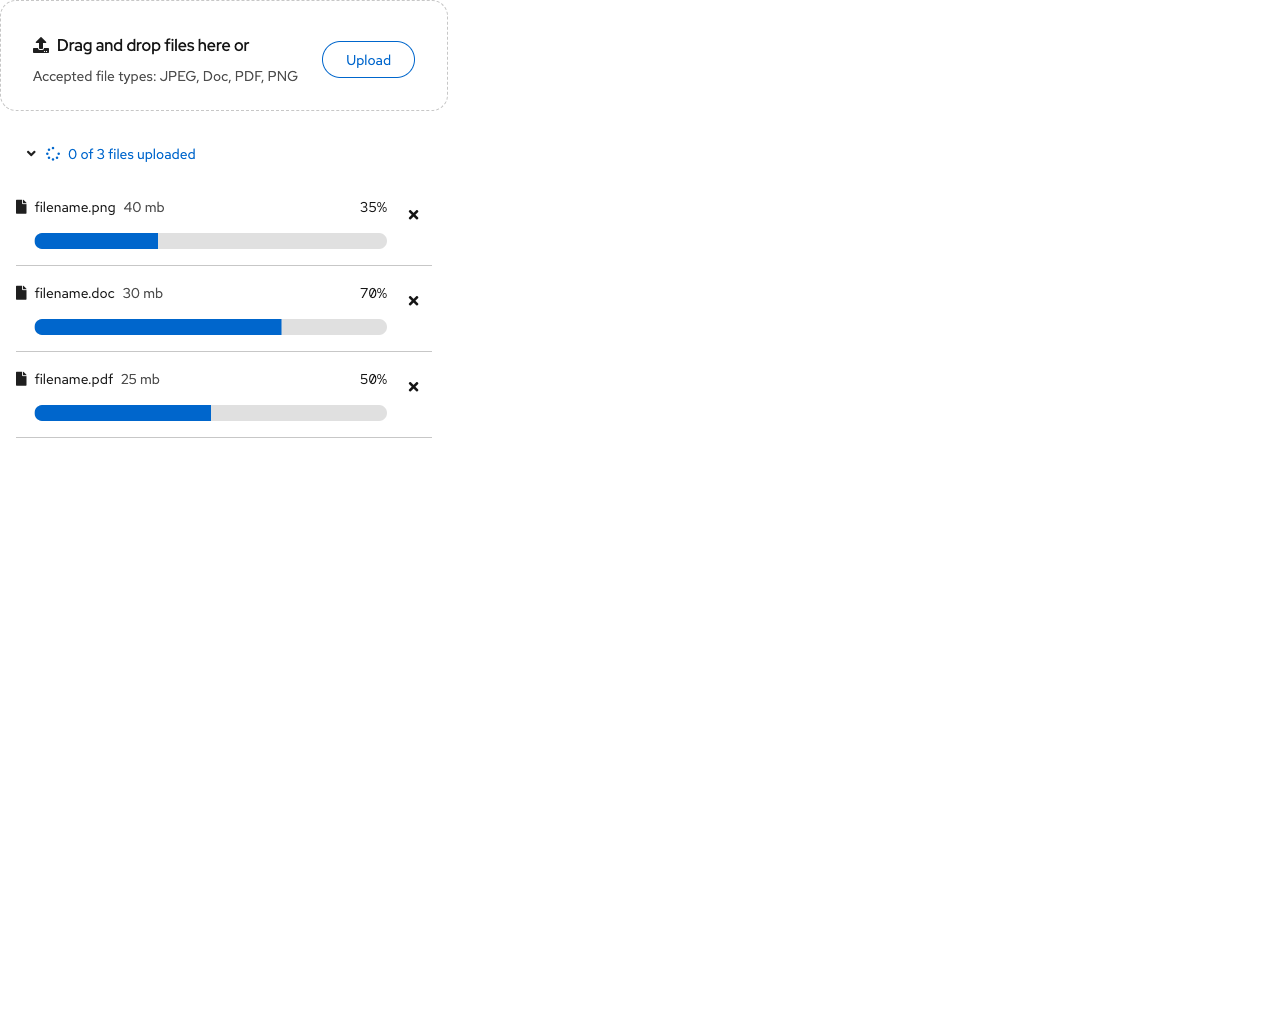 Drag and drop files here or
Accepted file types: JPEG, Doc, PDF, PNG
Upload
0 of 3 files uploaded
filename.png 40 mb 35%
filename.doc 30 mb 70%
filename.pdf 25 mb 50%